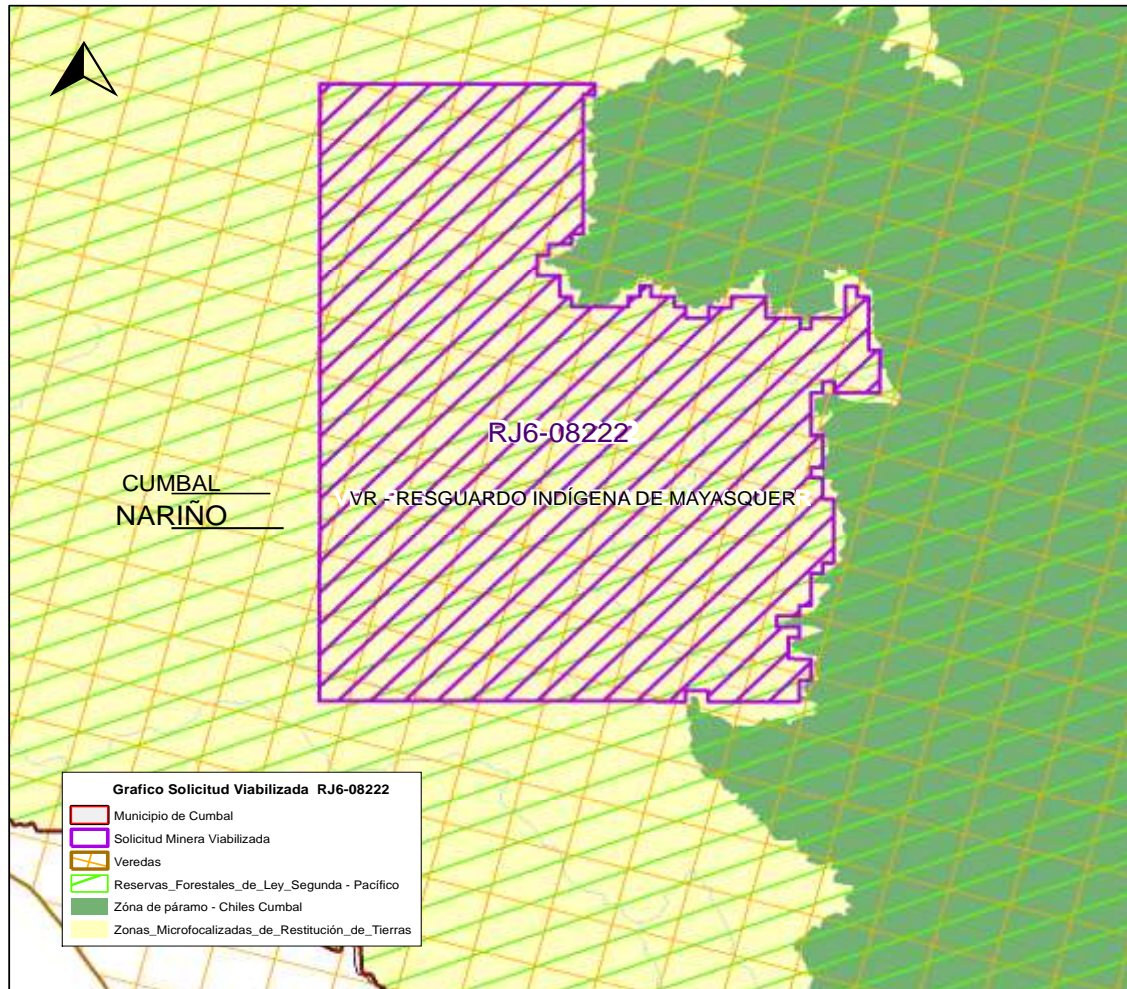 RJ6-08222
CUMBAL
NARIÑO
VR - RESGUARDO INDÍGENA DE MAYASQUER
Grafico Solicitud Viabilizada RJ6-08222
Municipio de Cumbal
Solicitud Minera Viabilizada
Veredas
Reservas_Forestales_de_Ley_Segunda - Pacífico
Zóna de páramo - Chiles Cumbal
Zonas_Microfocalizadas_de_Restitución_de_Tierras